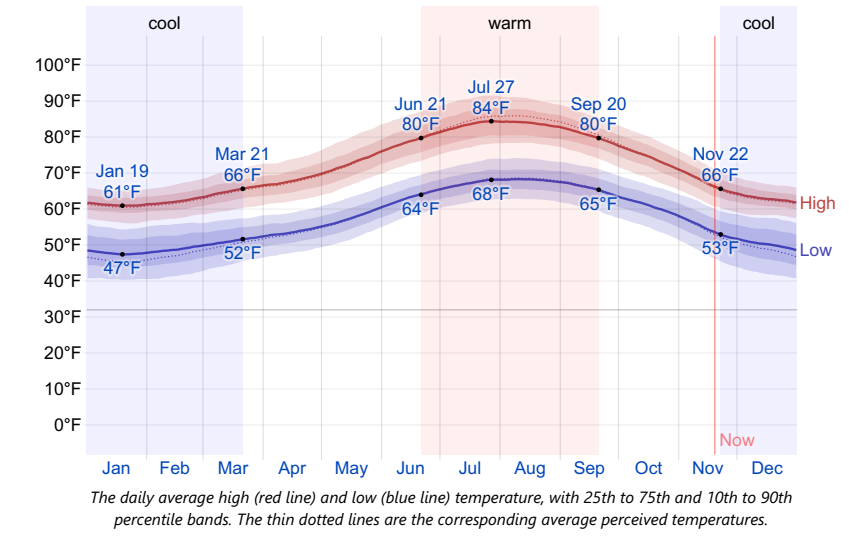 cool
warm
cool
100°F
90°F
80°F
70°F
60°F
50°F
40°F
30°F
20°F
10°F
0°F
Jan 19
61°F
47°F
Mar 21
66°F
52°F
Jun 21
80°F
64°F
Jul 27
84°F
68°F
Sep 20
80°F
65°F
Nov 22
66°F
53°F
High
Low
Now
Jan Feb Mar Apr May Jun Jul Aug Sep Oct Nov Dec
The daily average high (red line) and low (blue line) temperature, with 25th to 75th and 10th to 90th
percentile bands. The thin dotted lines are the corresponding average perceived temperatures.